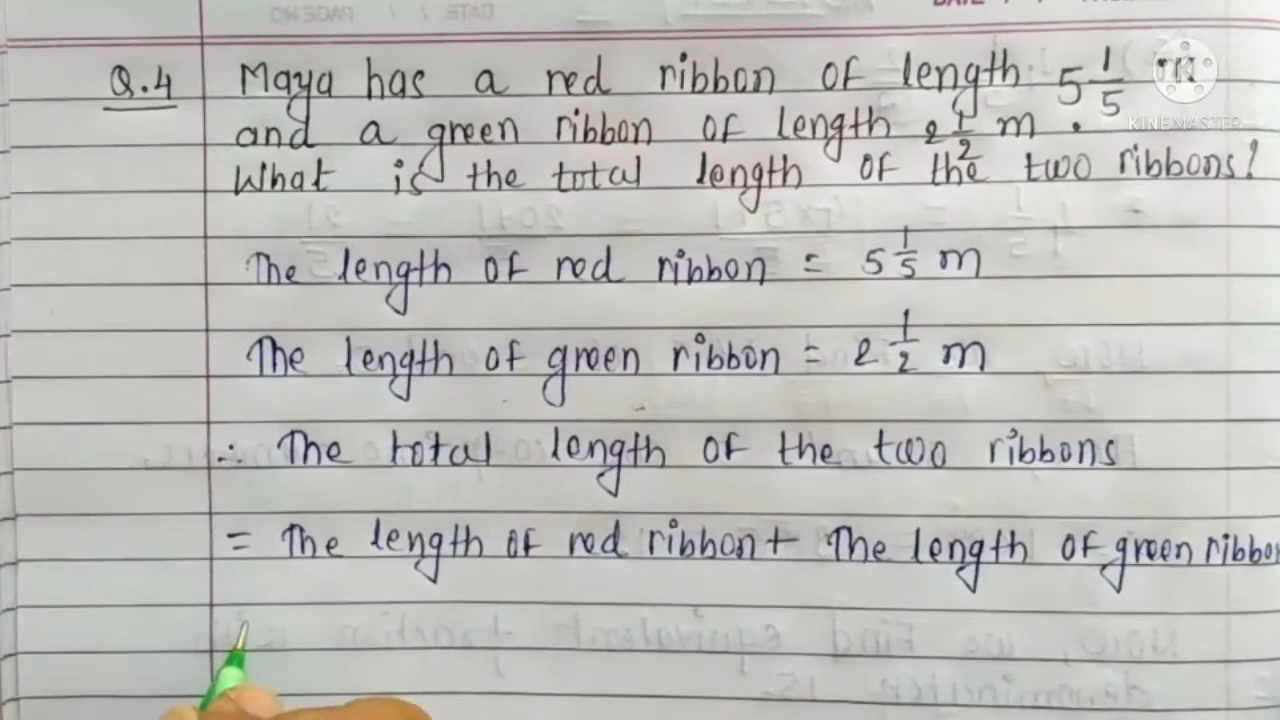 Q.4 Maya has a red ribbon of length 5 1/5
and a green ribbon of length 2 1/2 m.
What is the total length of the two ribbons?
The length of red ribbon = 5 1/5 m
The length of green ribbon = 2 1/2 m
∴ The total length of the two ribbons
= The length of red ribbon + The length of green ribbon
KINEMASTER